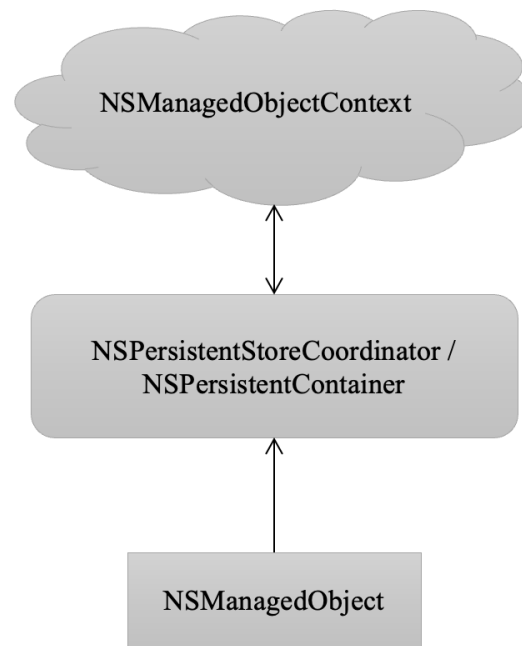 NSManagedObjectContext
NSPersistentStoreCoordinator /
NSPersistentContainer
NSManagedObject